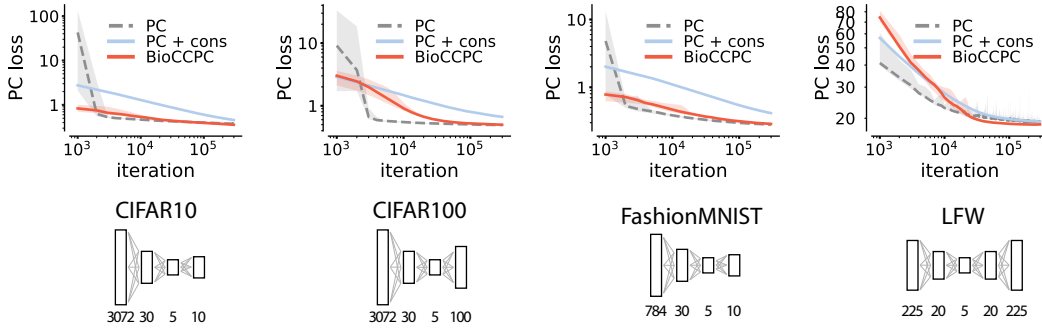 PC loss
100
1
10³
10⁴
10⁵
iteration
PC
PC + cons
BioCCPC
PC loss
10
1
10³
10⁴
10⁵
iteration
PC
PC + cons
BioCCPC
PC loss
10
1
10³
10⁴
10⁵
iteration
PC
PC + cons
BioCCPC
PC loss
80
70
60
50
40
30
30
20
10³
10⁴
10⁵
iteration
PC
PC + cons
BioCCPC
CIFAR10
CIFAR100
FashionMNIST
LFW
3072 30 5 10
3072 30 5 100
784 30 5 10
225 20 5 20 225